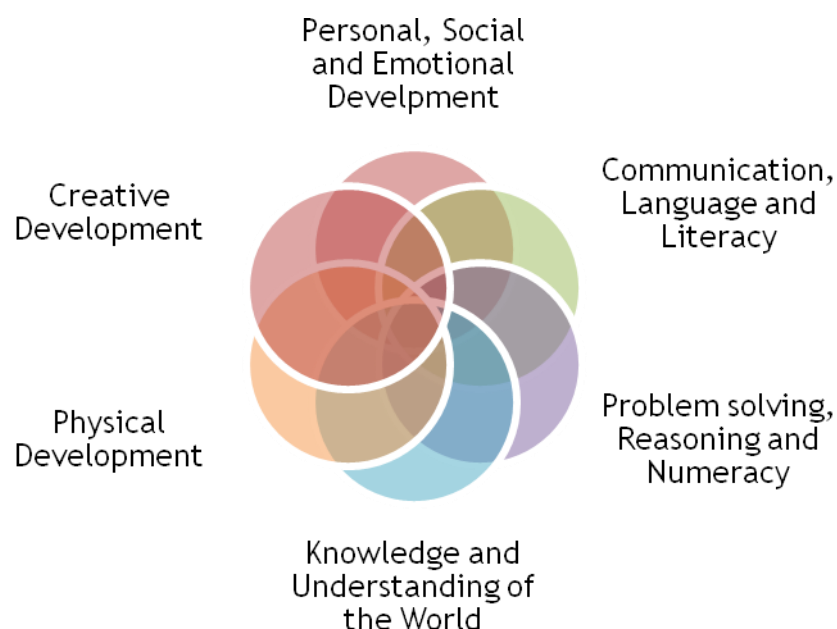 Personal, Social
and Emotional
Develpment
Communication,
Language and
Literacy
Problem solving,
Reasoning and
Numeracy
Knowledge and
Understanding of
the World
Physical
Development
Creative
Development